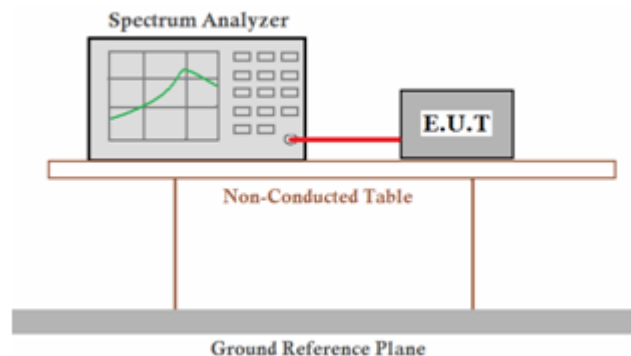 Spectrum Analyzer
E.U.T
Non-Conducted Table
Ground Reference Plane